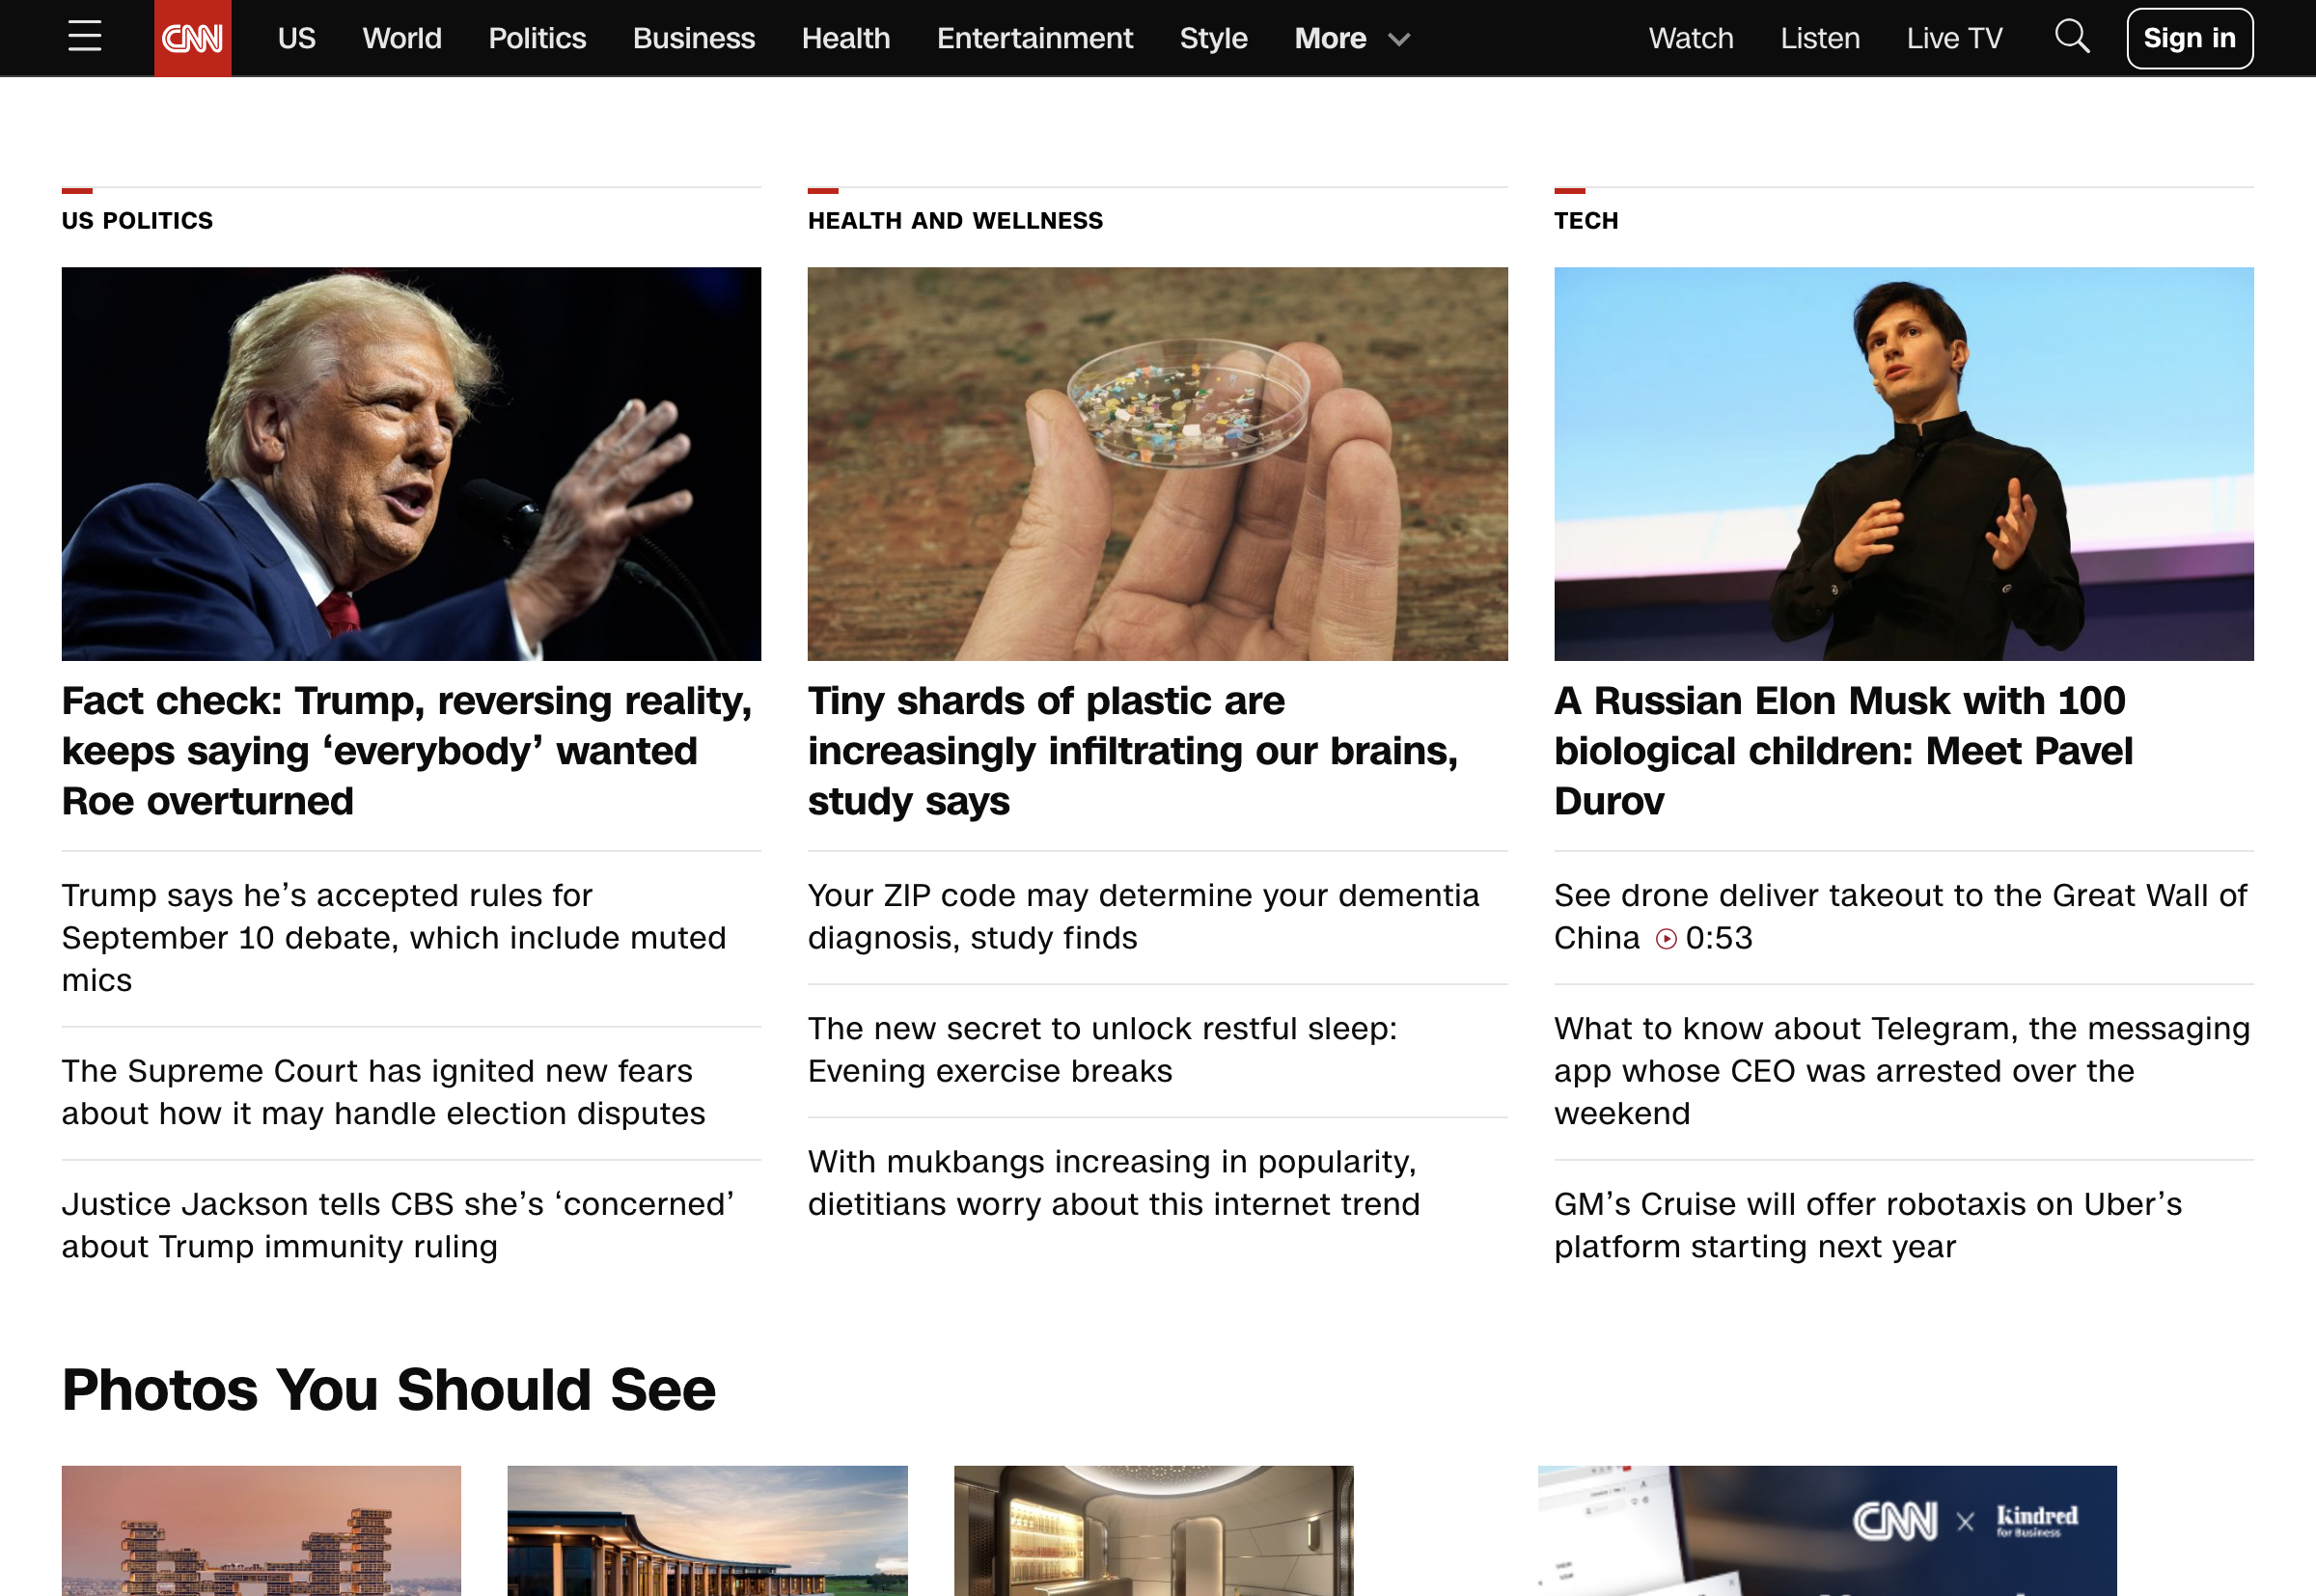 CNN
US World Politics Business Health Entertainment Style More Watch Listen Live TV Sign in
US POLITICS
Fact check: Trump, reversing reality,
keeps saying ‘everybody’ wanted
Roe overturned
Trump says he’s accepted rules for
September 10 debate, which include muted
mics
The Supreme Court has ignited new fears
about how it may handle election disputes
Justice Jackson tells CBS she’s ‘concerned’
about Trump immunity ruling
HEALTH AND WELLNESS
Tiny shards of plastic are
increasingly infiltrating our brains,
study says
Your ZIP code may determine your dementia
diagnosis, study finds
The new secret to unlock restful sleep:
Evening exercise breaks
With mukbangs increasing in popularity,
dietitians worry about this internet trend
TECH
A Russian Elon Musk with 100
biological children: Meet Pavel
Durov
See drone deliver takeout to the Great Wall of
China 0:53
What to know about Telegram, the messaging
app whose CEO was arrested over the
weekend
GM’s Cruise will offer robotaxis on Uber’s
platform starting next year
Photos You Should See
CNN × Kindred
for Business